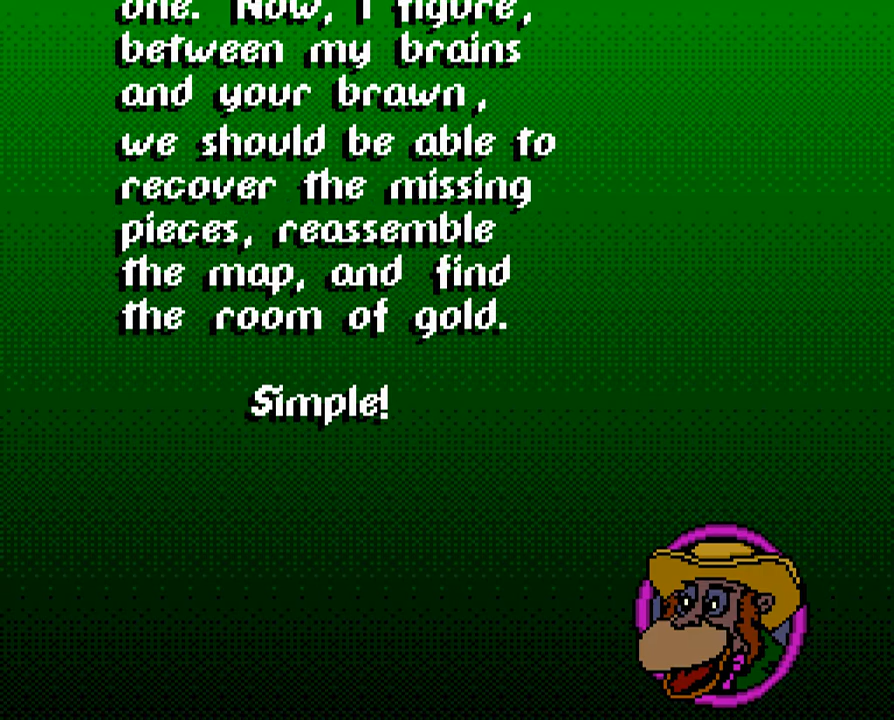 one. Now, I figure,
between my brains
and your brawn,
we should be able to
recover the missing
pieces, reassemble
the map, and find
the room of gold.
Simple!